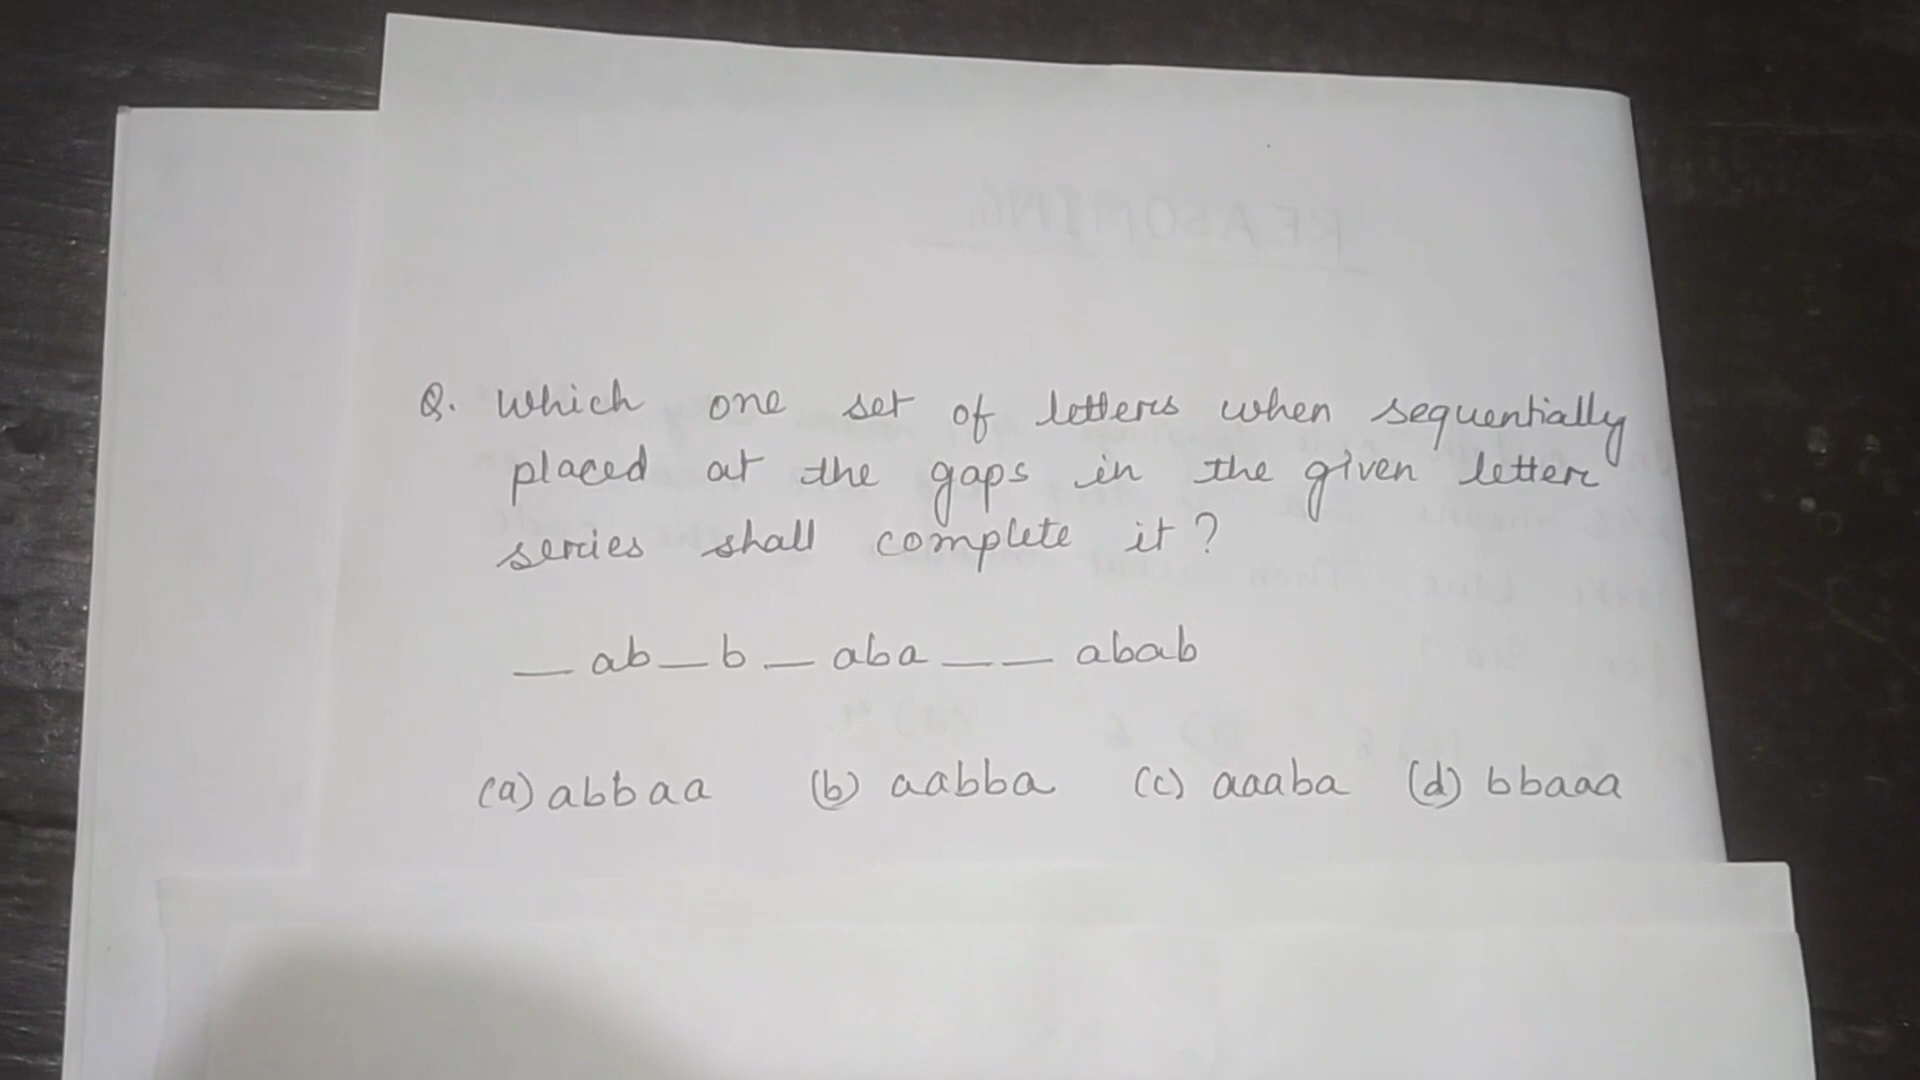 REASONING
Q. Which one set of letters when sequentially
placed at the gaps in the given letter
series shall complete it?
_ ab _ b _ aba _ _ abab
(a) abbaa (b) aabba (c) aaaba (d) bbaaa